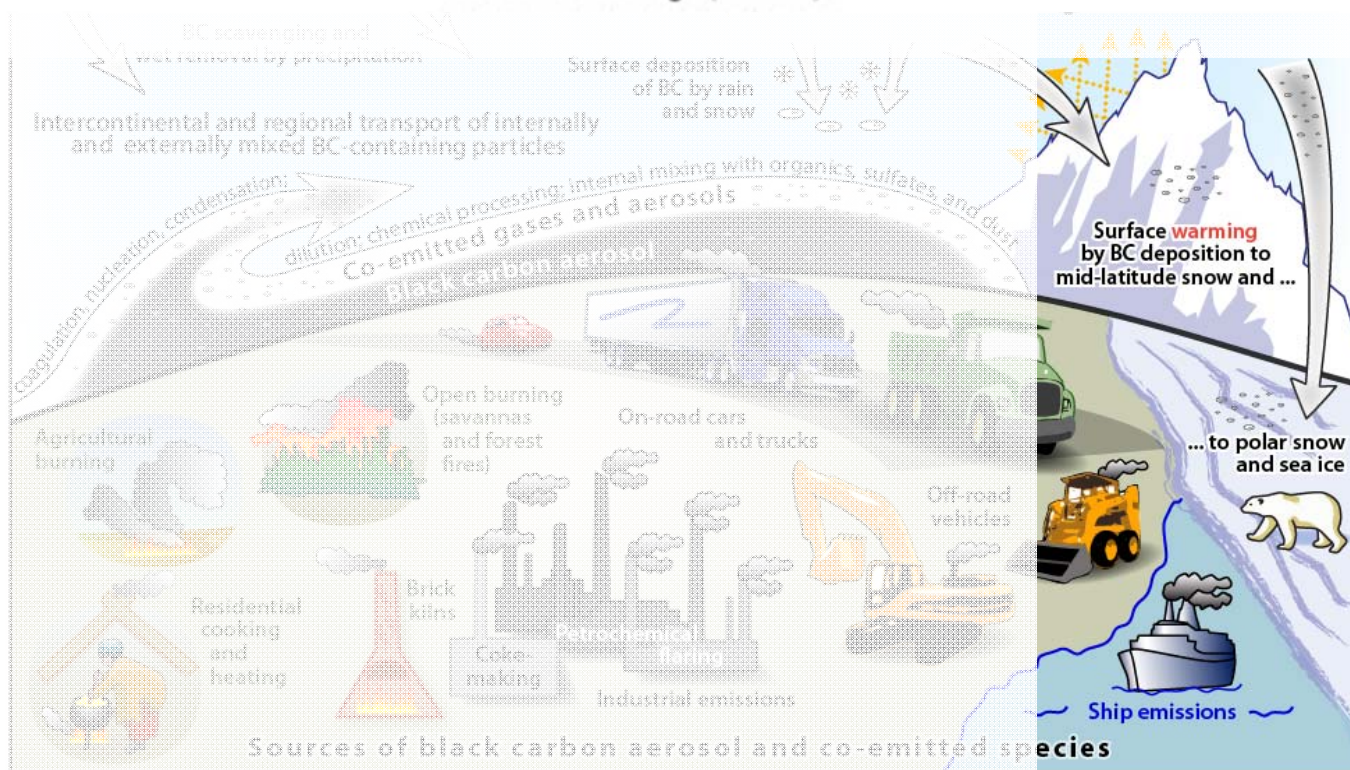 BC scavenging and
wet removal by precipitation
Surface deposition
of BC by rain
and snow
Intercontinental and regional transport of internally
and externally mixed BC-containing particles
coagulation, nucleation, condensation;
dilution; chemical processing; internal mixing with organics, sulfates, and dust
Co-emitted gases and aerosols
Black carbon aerosol
Surface warming
by BC deposition to
mid-latitude snow and ...
... to polar snow
and sea ice
Agricultural
burning
Open burning
(savannas
and forest
fires)
On-road cars
and trucks
Off-road
vehicles
Residential
cooking
and
heating
Brick
kilns
Coke-
making
Petrochemical
flaring
Industrial emissions
Ship emissions
Sources of black carbon aerosol and co-emitted species